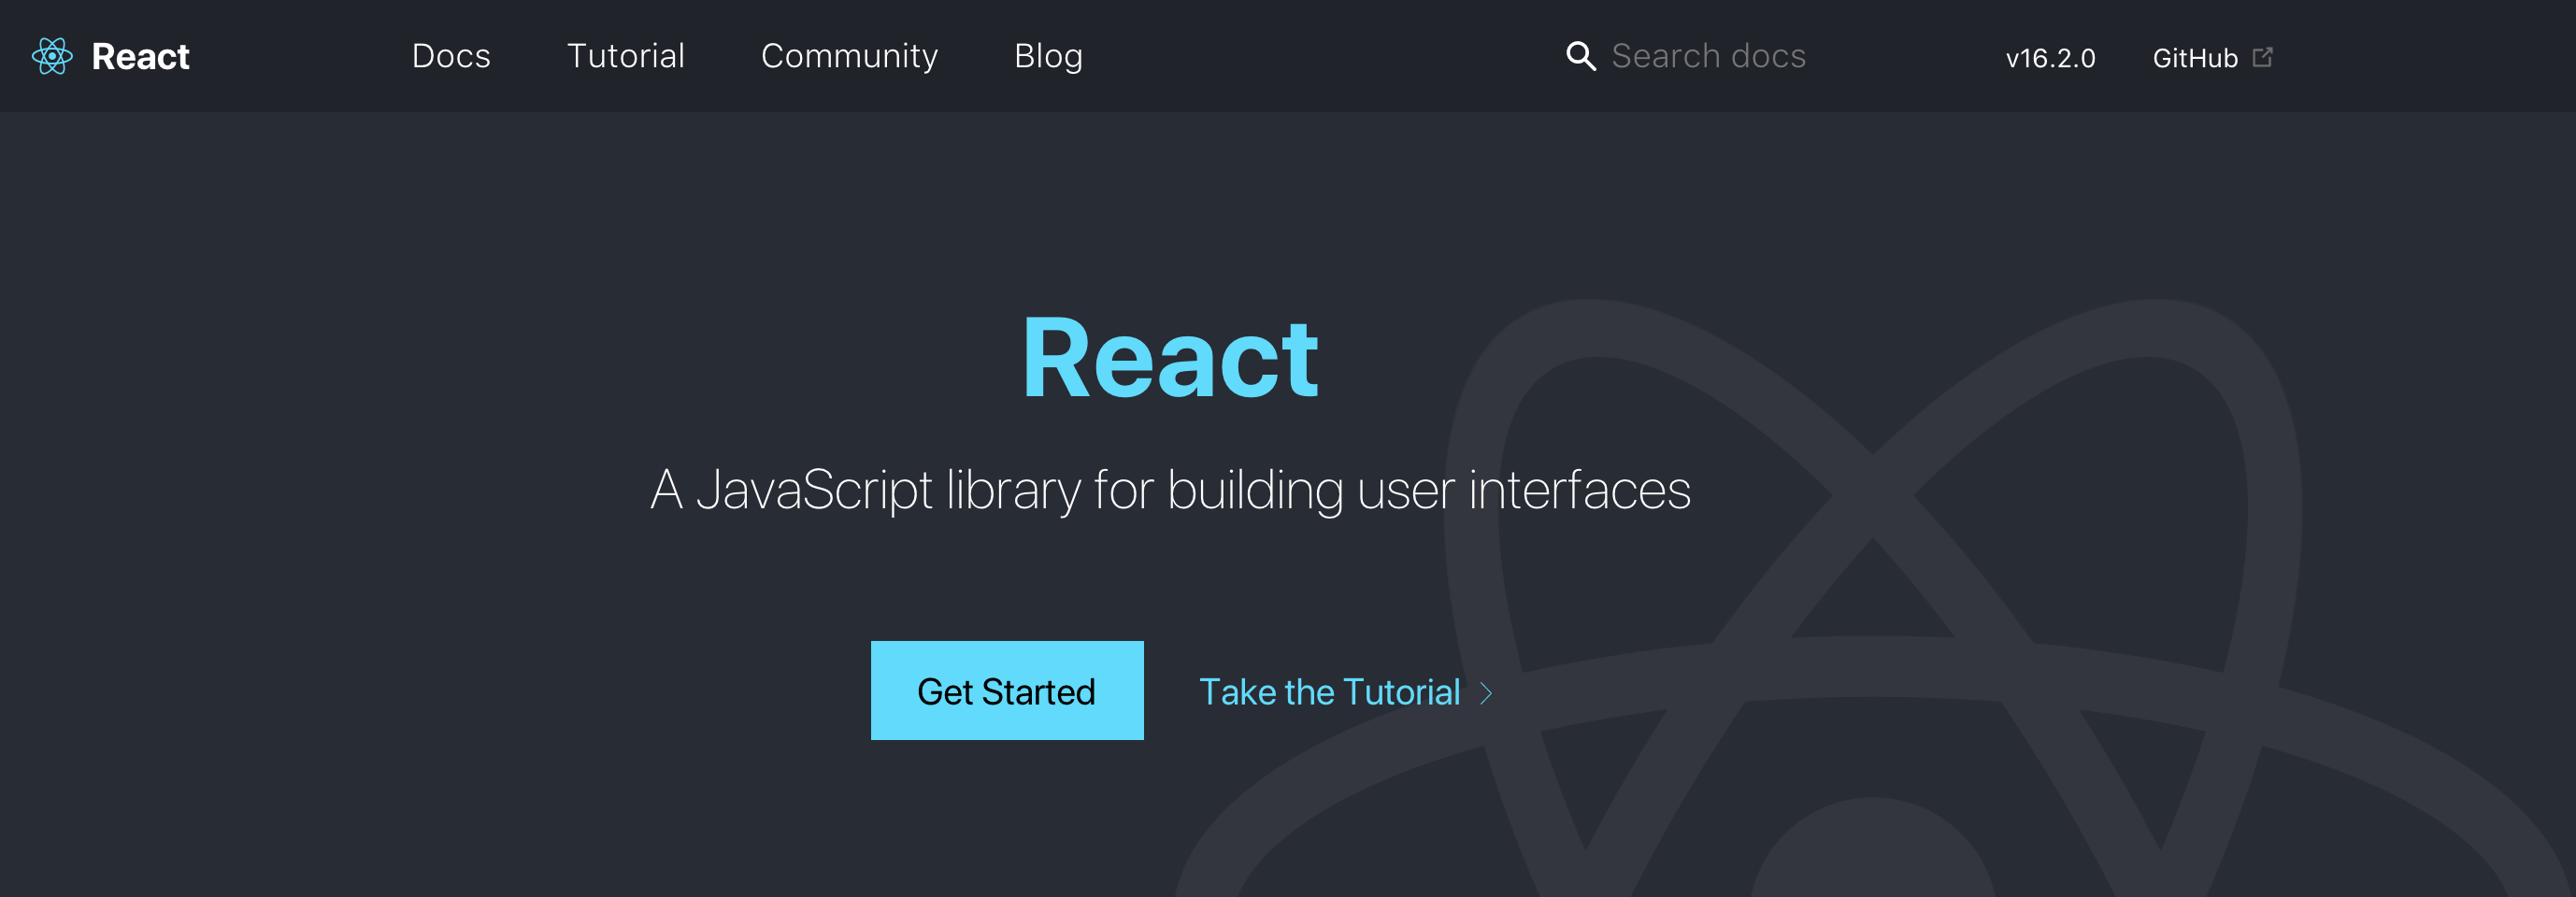 React Docs Tutorial Community Blog Search docs v16.2.0 GitHub
React
A JavaScript library for building user interfaces
Get Started Take the Tutorial